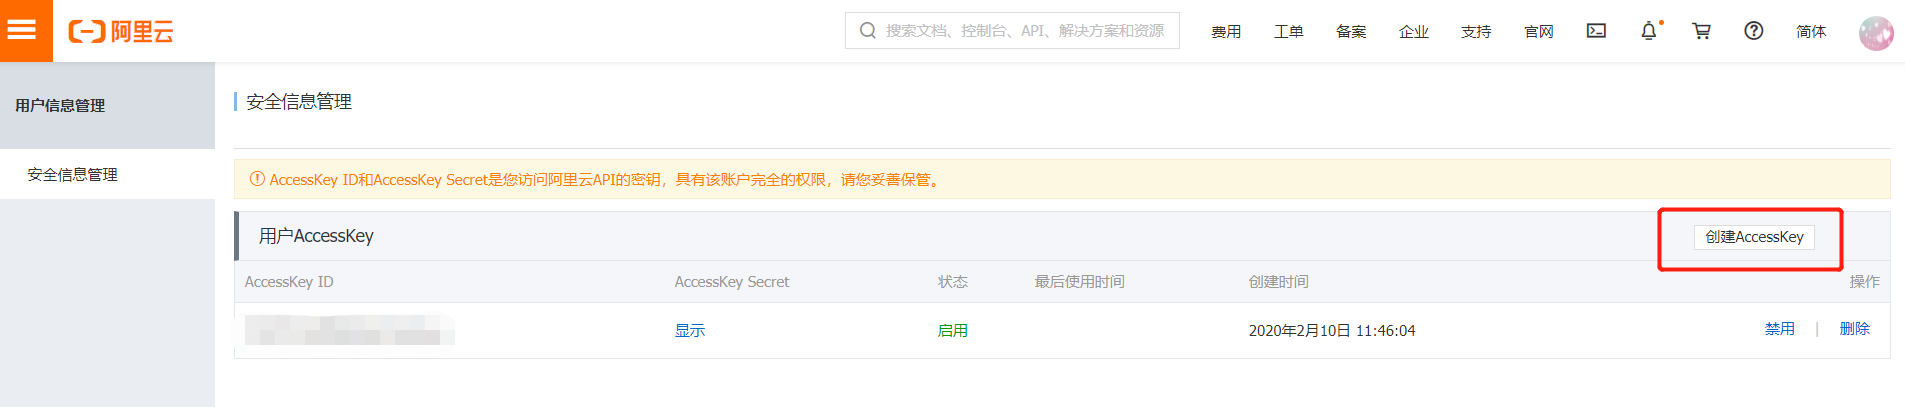 阿里云
搜索文档、控制台、API、解决方案和资源
费用 工单 备案 企业 支持 官网 简体
用户信息管理
安全信息管理
安全信息管理
AccessKey ID和AccessKey Secret是您访问阿里云API的密钥，具有该账户完全的权限，请您妥善保管。
用户AccessKey 创建AccessKey
AccessKey ID AccessKey Secret 状态 最后使用时间 创建时间 操作
显示 启用 2020年2月10日 11:46:04 禁用 | 删除